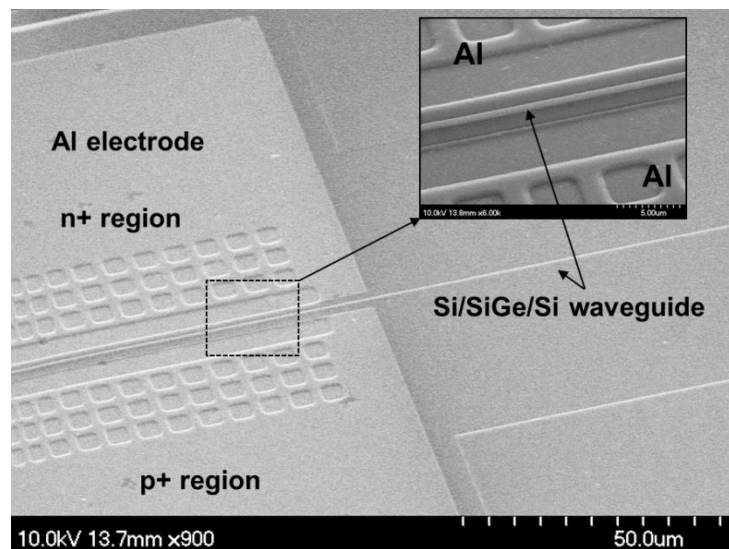 Al
Al electrode
n+ region
Al
10.0kV 13.8mm x6.00k 5.00um
Si/SiGe/Si waveguide
p+ region
10.0kV 13.7mm x900 50.0um